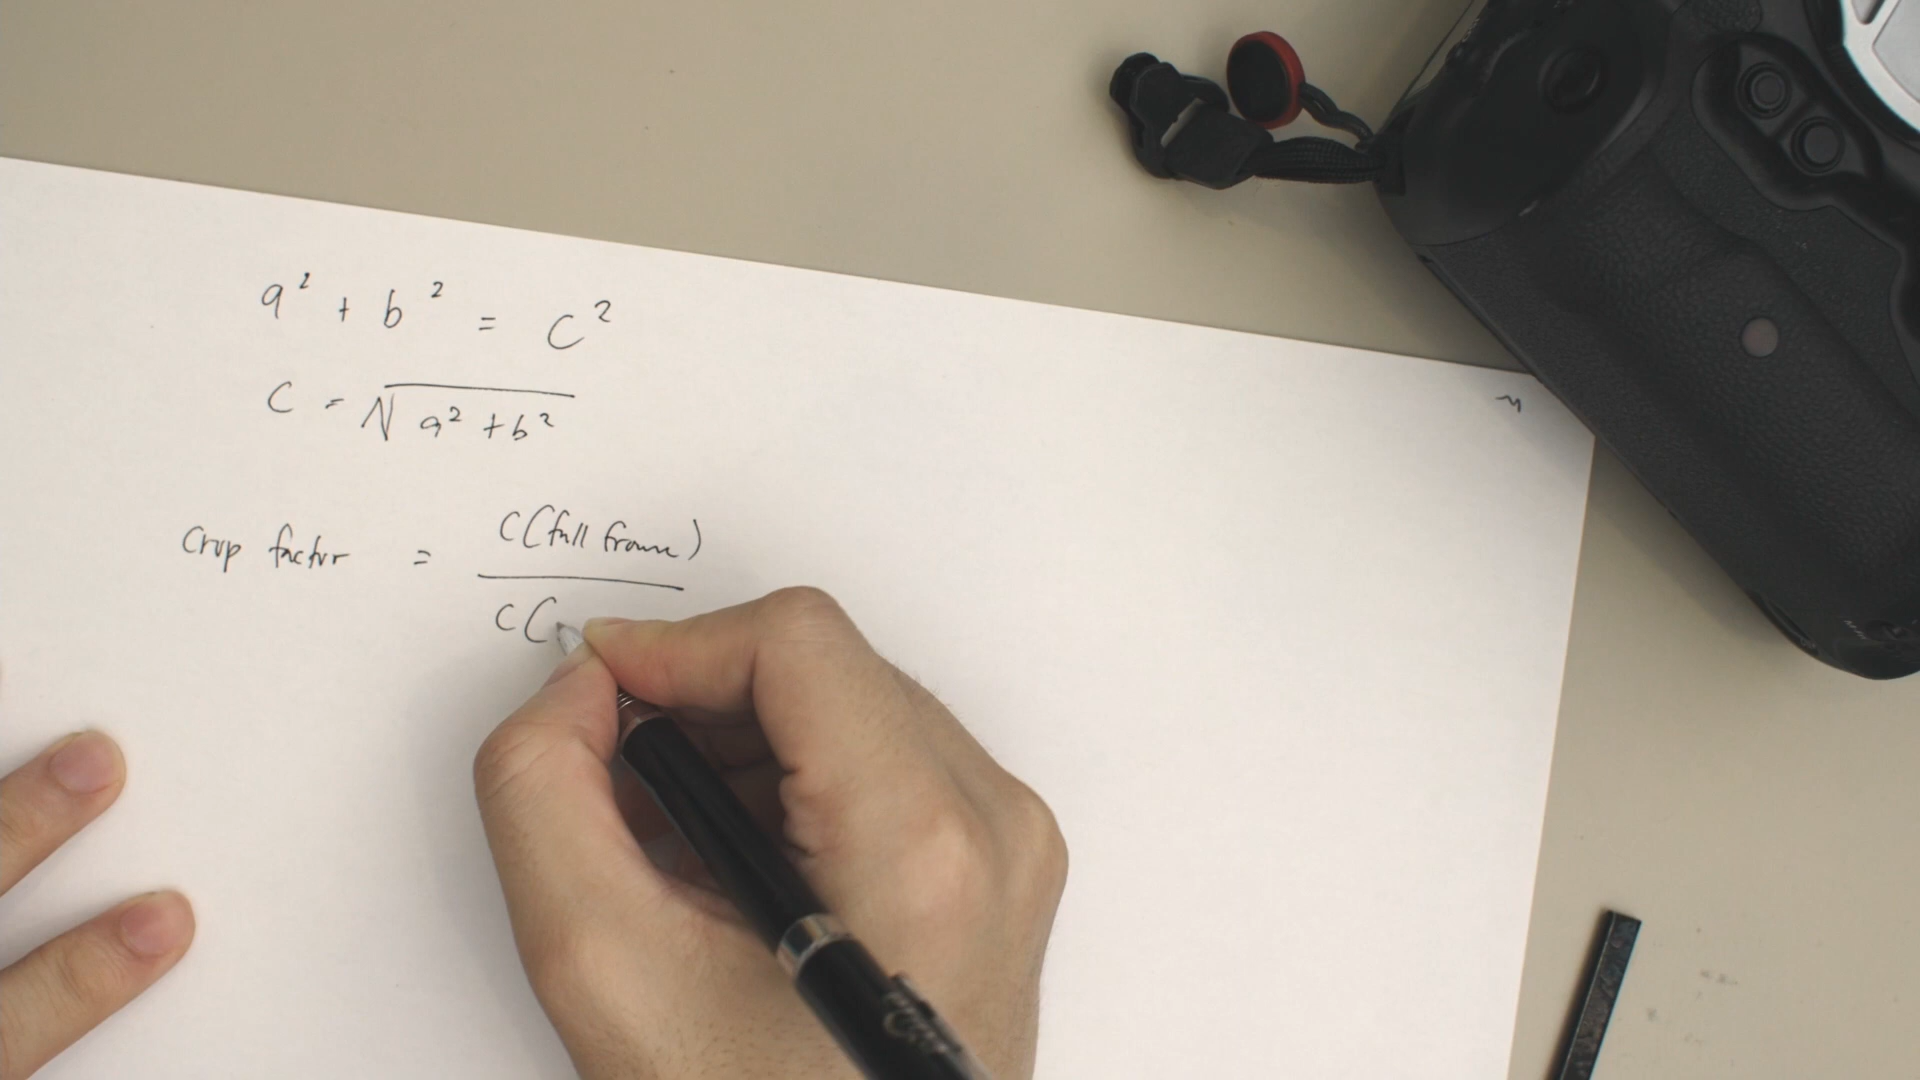 a² + b² = c²
c = √a² + b²
Crop factor = c(full frame)
c(